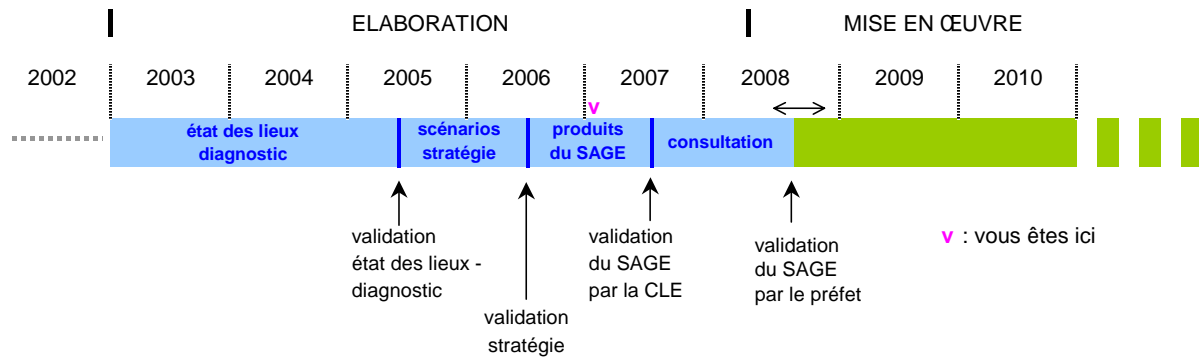 ELABORATION MISE EN ŒUVRE
2002 2003 2004 2005 2006 2007 2008 2009 2010
v
état des lieux
diagnostic
scénarios
stratégie
produits
du SAGE
consultation
validation
état des lieux -
diagnostic
validation
stratégie
validation
du SAGE
par la CLE
validation
du SAGE
par le préfet
v : vous êtes ici